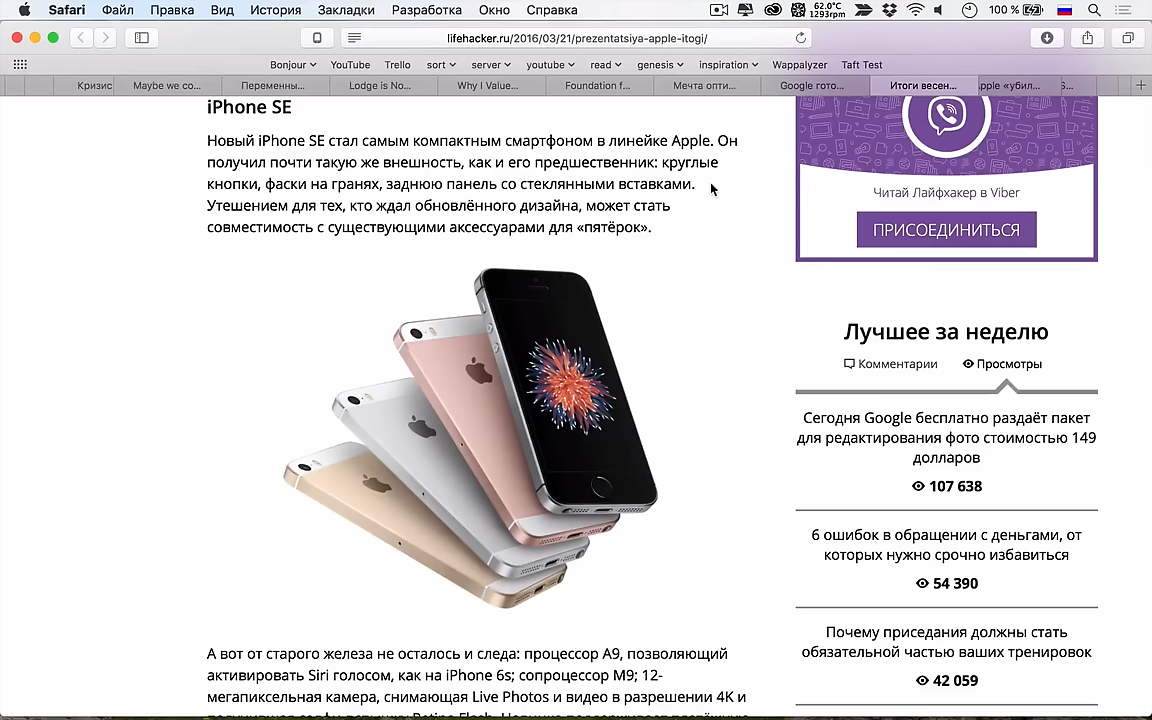 Safari Файл Правка Вид История Закладки Разработка Окно Справка 62.0°C 1293rpm 100 %
lifehacker.ru/2016/03/21/prezentatsiya-apple-itogi/
Bonjour YouTube Trello sort server youtube read genesis inspiration Wappalyzer Taft Test
Кризис Maybe we co... Переменны... Lodge is No... Why I Value... Foundation f... Мечта опти... Google гото... Итоги весен... Apple «убил... S...
iPhone SE
Новый iPhone SE стал самым компактным смартфоном в линейке Apple. Он
получил почти такую же внешность, как и его предшественник: круглые
кнопки, фаски на гранях, заднюю панель со стеклянными вставками.
Утешением для тех, кто ждал обновлённого дизайна, может стать
совместимость с существующими аксессуарами для «пятёрок».
А вот от старого железа не осталось и следа: процессор A9, позволяющий
активировать Siri голосом, как на iPhone 6s; сопроцессор M9; 12-
мегапиксельная камера, снимающая Live Photos и видео в разрешении 4K и
Читай Лайфхакер в Viber
ПРИСОЕДИНИТЬСЯ
Лучшее за неделю
Комментарии Просмотры
Сегодня Google бесплатно раздаёт пакет
для редактирования фото стоимостью 149
долларов
107 638
6 ошибок в обращении с деньгами, от
которых нужно срочно избавиться
54 390
Почему приседания должны стать
обязательной частью ваших тренировок
42 059